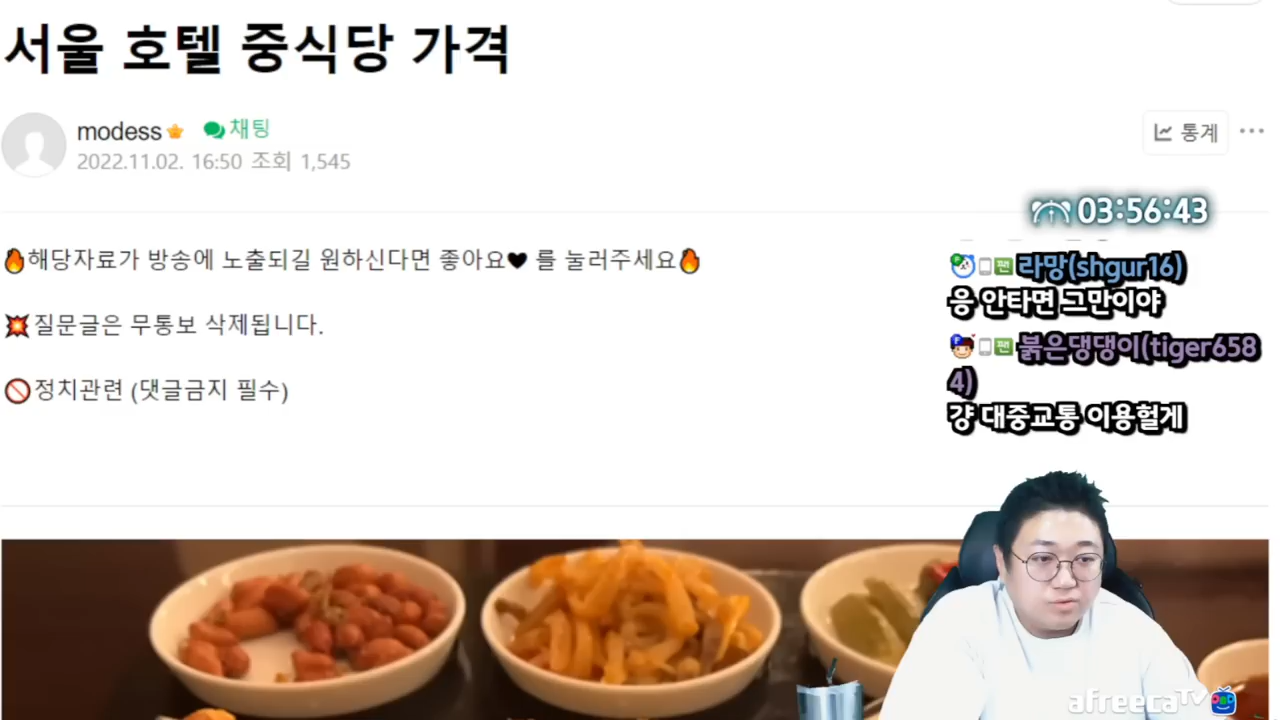 서울 호텔 중식당 가격
modess 채팅
2022.11.02. 16:50 조회 1,545
통계
03:56:43
🔥해당자료가 방송에 노출되길 원하신다면 좋아요🖤 를 눌러주세요🔥
💥질문글은 무통보 삭제됩니다.
🚫정치관련 (댓글금지 필수)
팬 라망(shgur16)
응 안타면 그만이야
팬 붉은댕댕이(tiger658
4)
걍 대중교통 이용헐게
afreecaTV